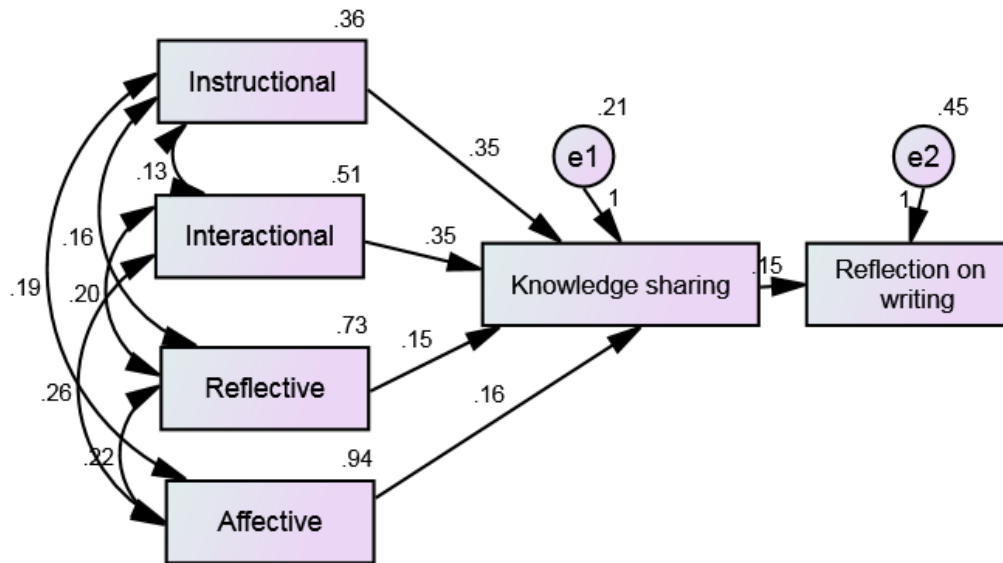 .36
Instructional
.21
.45
e1
e2
.35
.13
.51
1
1
Interactional
.35
.16
Knowledge sharing
.15
Reflection on
writing
.19
.20
.73
.15
Reflective
.26
.16
.22
.94
Affective